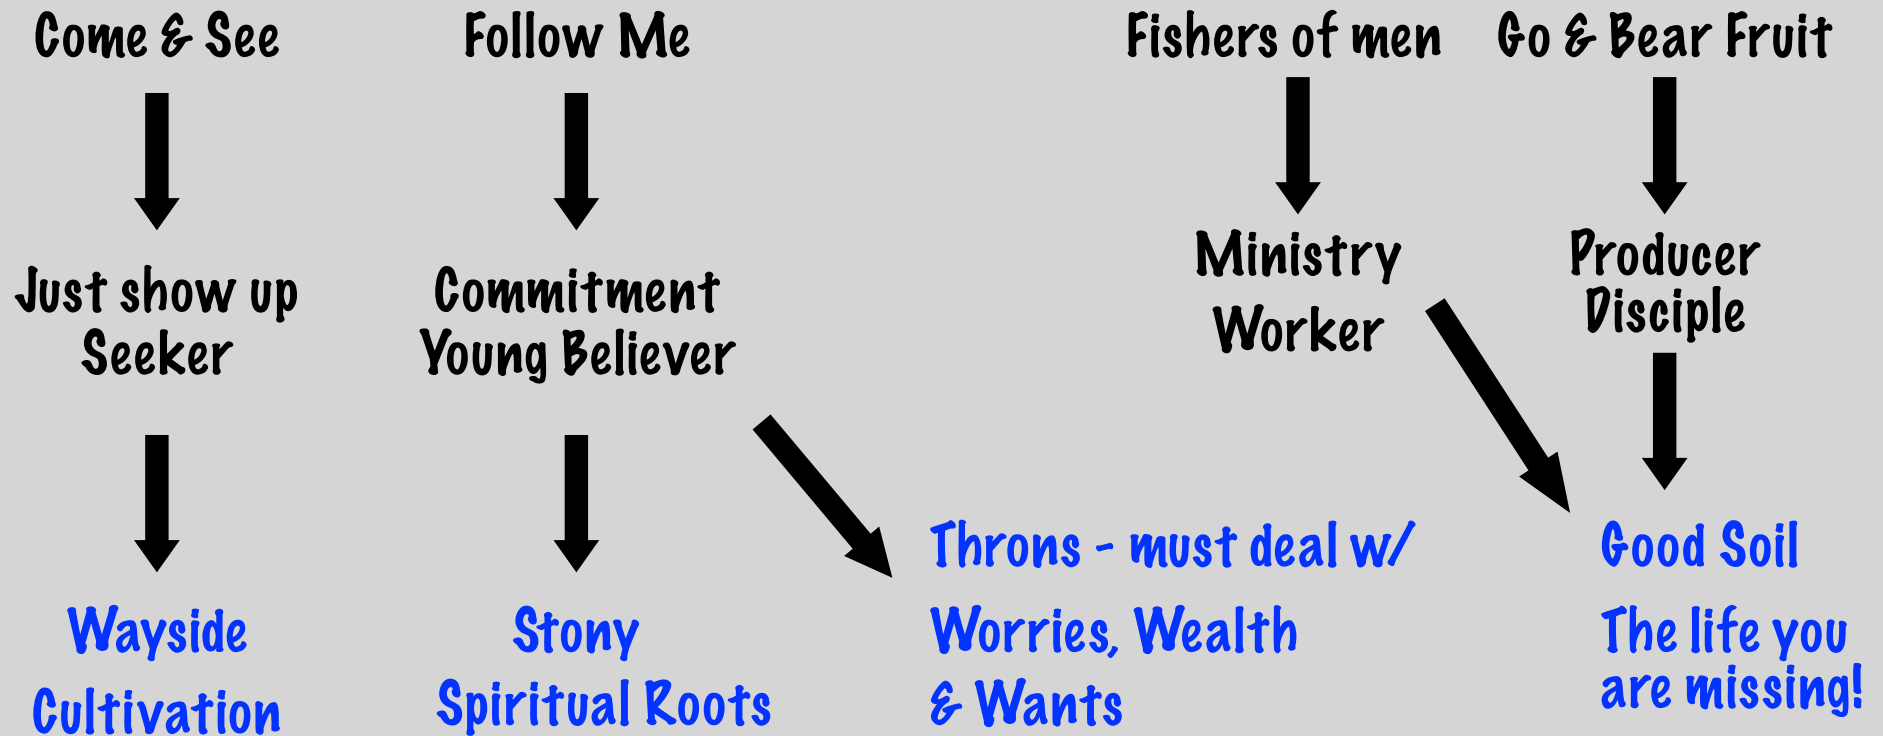 Come & See
Follow Me
Fishers of men
Go & Bear Fruit
Just show up
Seeker
Commitment
Young Believer
Ministry
Worker
Producer
Disciple
Wayside
Cultivation
Stony
Spiritual Roots
Throns - must deal w/
Worries, Wealth
& Wants
Good Soil
The life you
are missing!